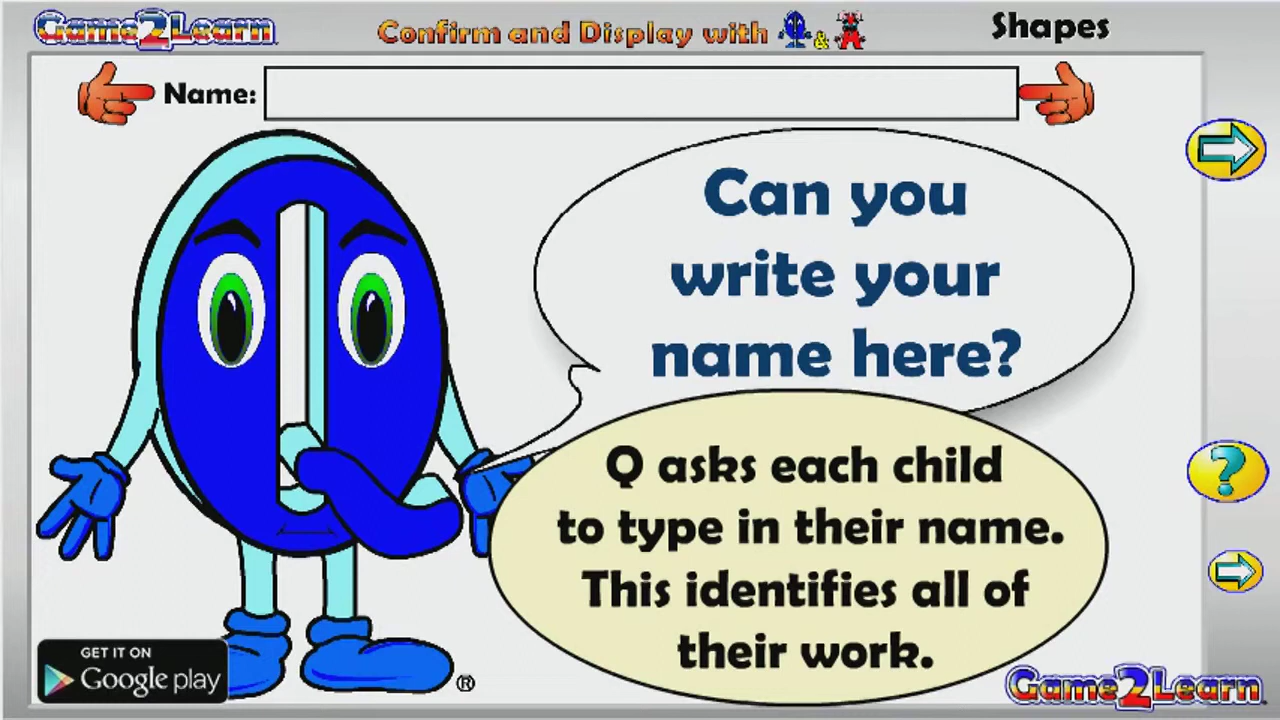 Game2Learn
Confirm and Display with
&
Shapes
Name:
Can you
write your
name here?
Q asks each child
to type in their name.
This identifies all of
their work.
GET IT ON
Google play
®
?
Game2Learn